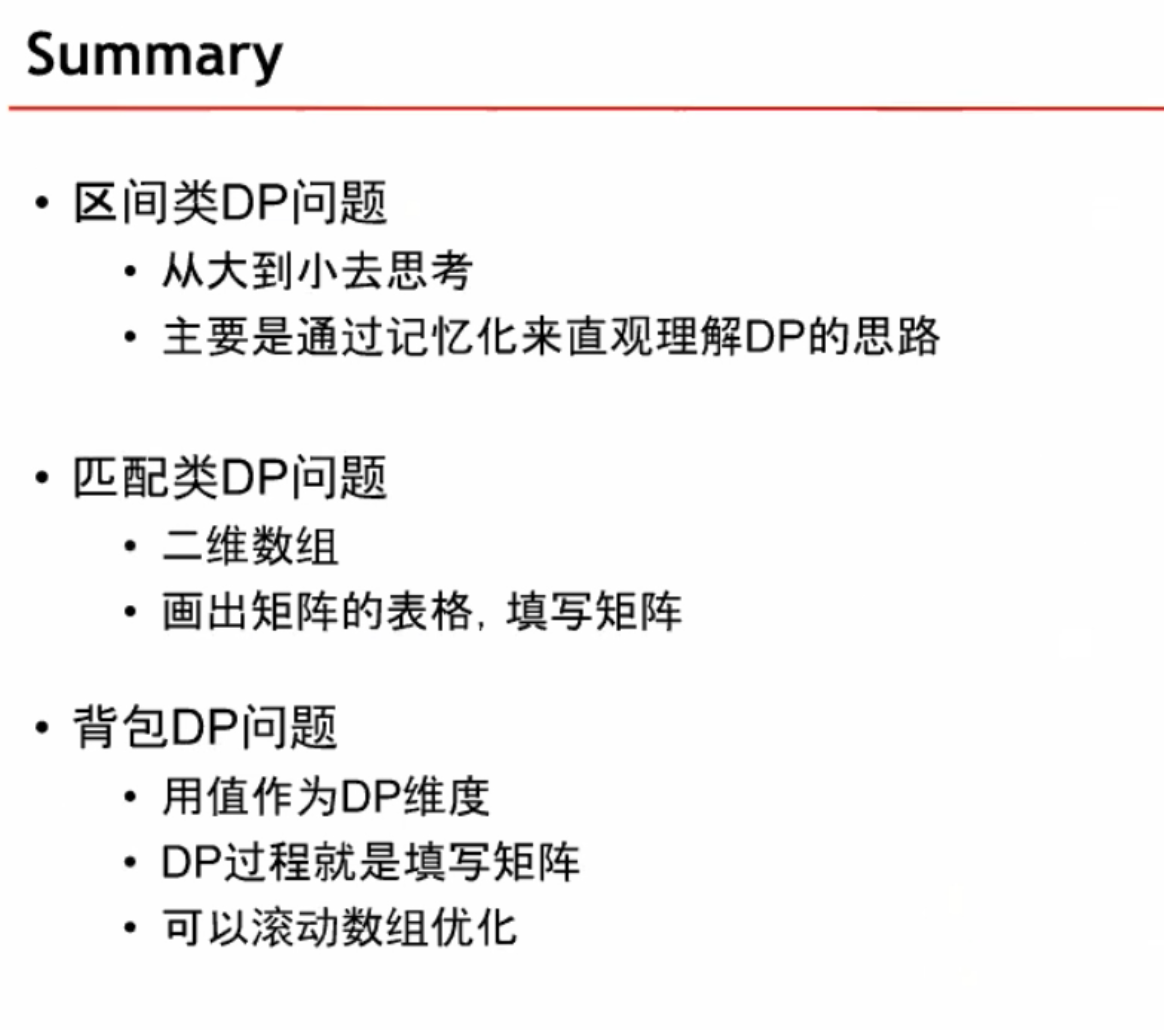 Summary
• 区间类DP问题
• 从大到小去思考
• 主要是通过记忆化来直观理解DP的思路
• 匹配类DP问题
• 二维数组
• 画出矩阵的表格, 填写矩阵
• 背包DP问题
• 用值作为DP维度
• DP过程就是填写矩阵
• 可以滚动数组优化